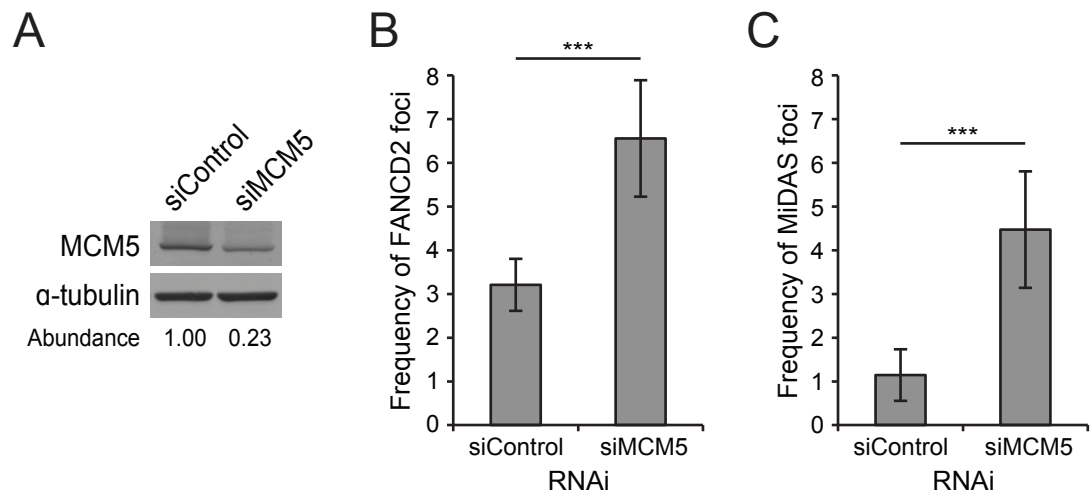 A
siControl
siMCM5
MCM5
α-tubulin
Abundance 1.00 0.23
B
***
Frequency of FANCD2 foci
8
7
6
5
4
3
2
1
0
siControl siMCM5
RNAi
C
***
Frequency of MiDAS foci
8
7
6
5
4
3
2
1
0
siControl siMCM5
RNAi